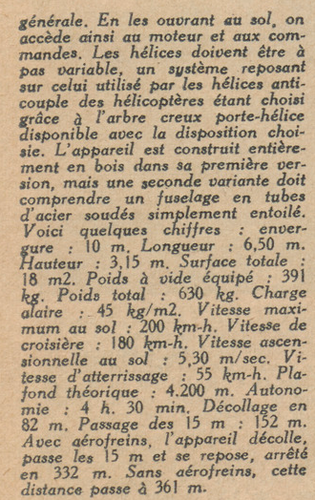 générale. En les ouvrant au sol, on
accède ainsi au moteur et aux com-
mandes. Les hélices doivent être à
pas variable, un système reposant
sur celui utilisé par les hélices anti-
couple des hélicoptères étant choisi
grâce à l'arbre creux porte-hélice
disponible avec la disposition choi-
sie. L'appareil est construit entière-
ment en bois dans sa première ver-
sion, mais une seconde variante doit
comprendre un fuselage en tubes
d'acier soudés simplement entoilé.
Voici quelques chiffres : enver-
gure : 10 m. Longueur : 6,50 m.
Hauteur : 3,15 m. Surface totale :
18 m2. Poids à vide équipé : 391
kg. Poids total : 630 kg. Charge
alaire : 45 kg/m2. Vitesse maxi-
mum au sol : 200 km-h. Vitesse de
croisière : 180 km-h. Vitesse ascen-
sionnelle au sol : 5,30 m/sec. Vi-
tesse d'atterrissage : 55 km-h. Pla-
fond théorique : 4.200 m. Autono-
mie : 4 h. 30 min. Décollage en
82 m. Passage des 15 m : 152 m.
Avec aérofreins, l'appareil décolle,
passe les 15 m et se repose, arrêté
en 332 m. Sans aérofreins, cette
distance passe à 361 m.